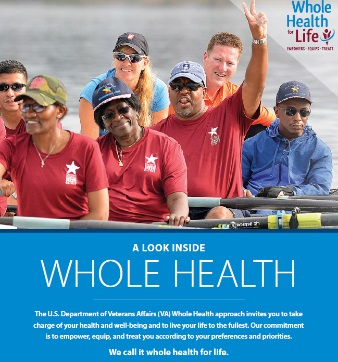 Whole
Health
for Life
EMPOWER • EQUIP • TREAT
A LOOK INSIDE
WHOLE HEALTH
The U.S. Department of Veterans Affairs (VA) Whole Health approach invites you to take
charge of your health and well-being and to live your life to the fullest. Our commitment
is to empower, equip, and treat you according to your preferences and priorities.
We call it whole health for life.